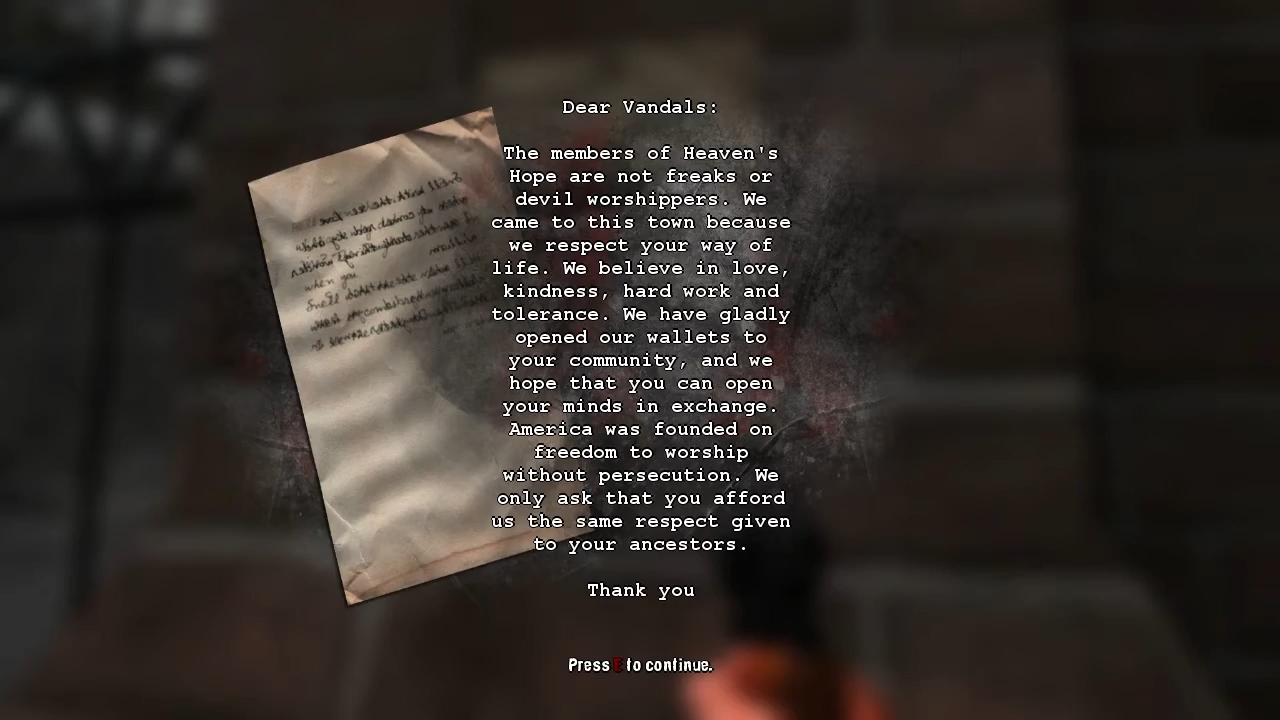 Dear Vandals:
The members of Heaven's
Hope are not freaks or
devil worshippers. We
came to this town because
we respect your way of
life. We believe in love,
kindness, hard work and
tolerance. We have gladly
opened our wallets to
your community, and we
hope that you can open
your minds in exchange.
America was founded on
freedom to worship
without persecution. We
only ask that you afford
us the same respect given
to your ancestors.
Thank you
Press E to continue.